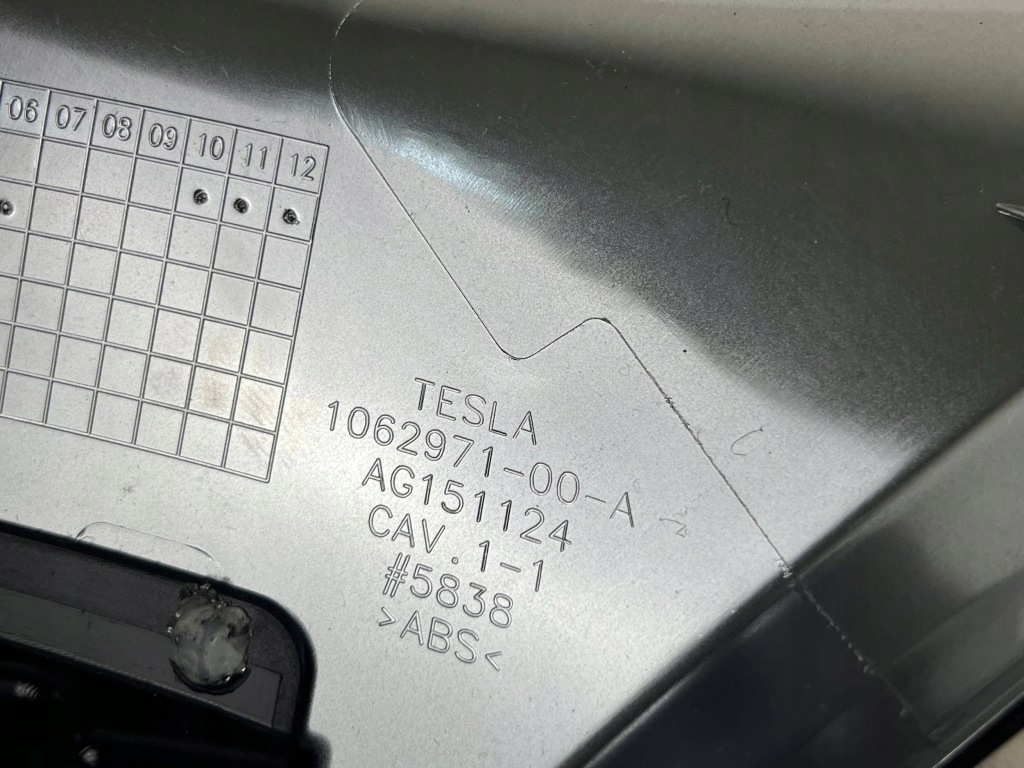 06 07 08 09 10 11 12
TESLA
1062971-00-A
AG151124
CAV.1-1
#5838
>ABS<